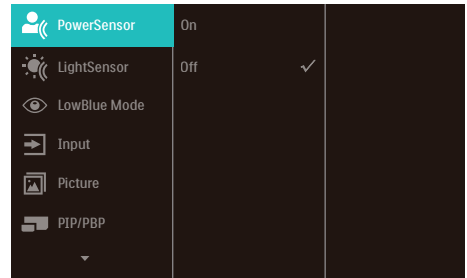 PowerSensor
On
LightSensor
Off
LowBlue Mode
Input
Picture
PIP/PBP